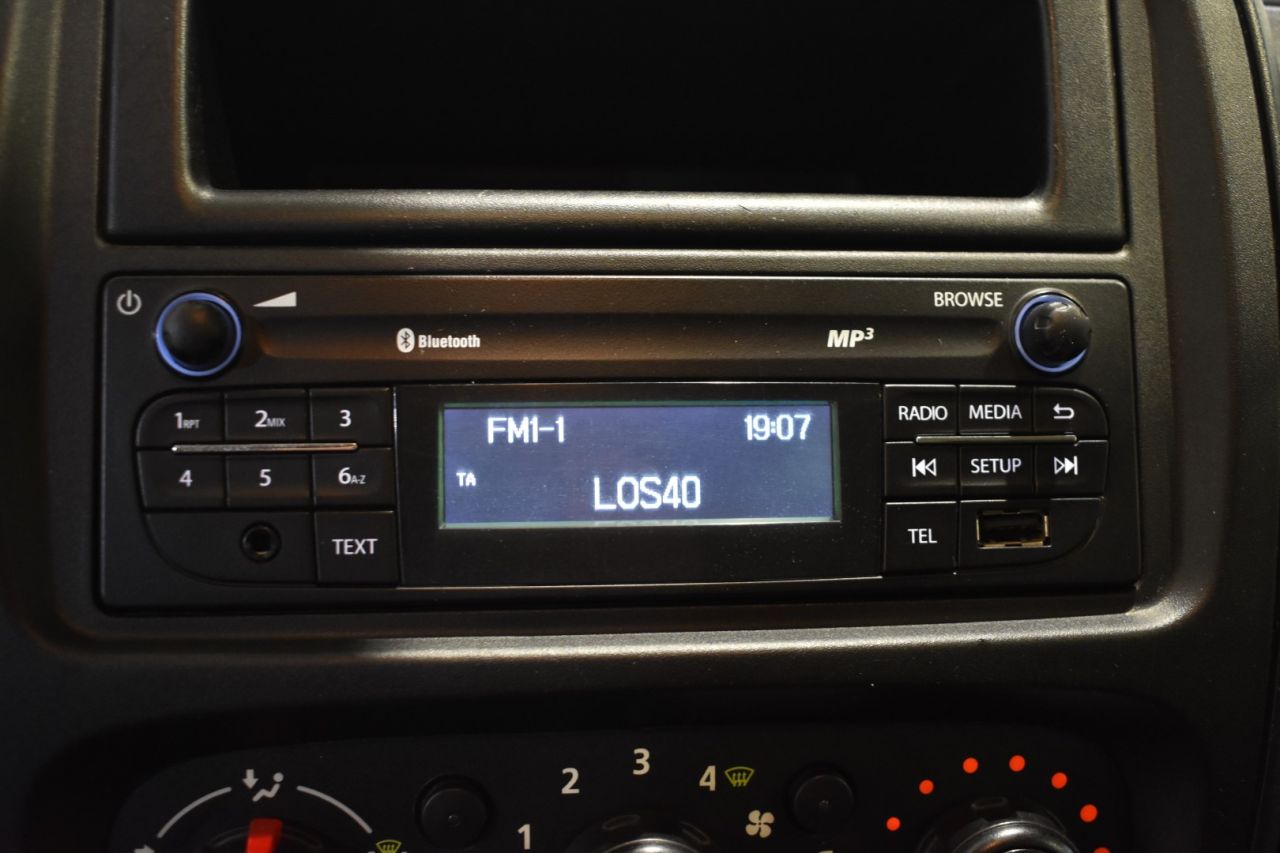 BROWSE
Bluetooth MP3
FM1-1 19:07
TA
LOS40
1RPT 2MIX 3
4 5 6A-Z
TEXT
RADIO MEDIA
SETUP
TEL
1 2 3 4